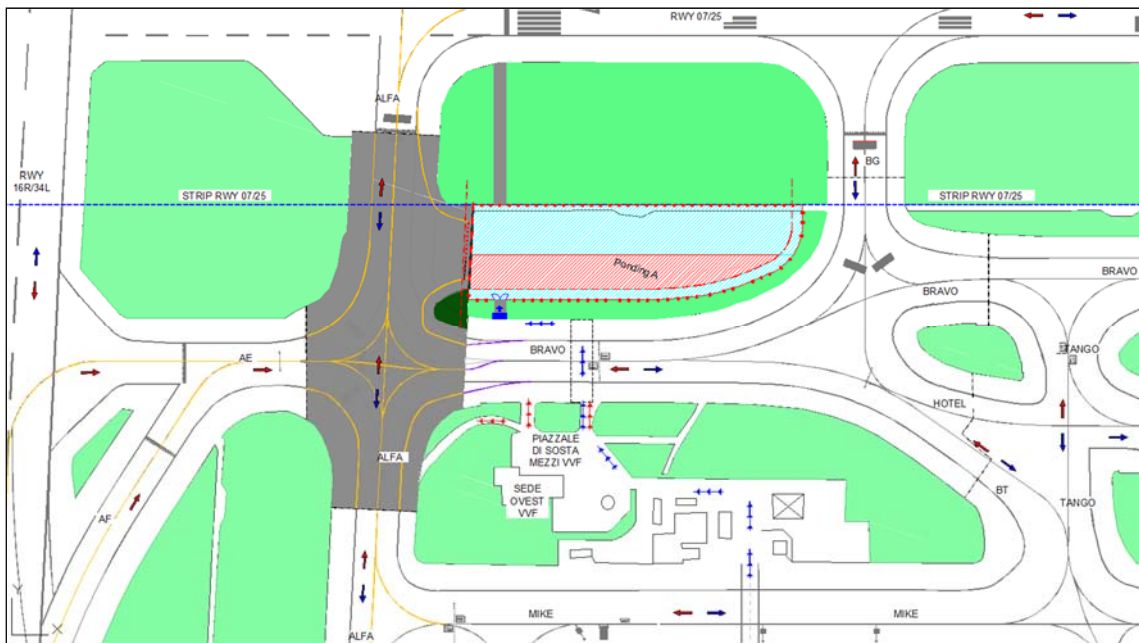 RWY 07/25
ALFA
BG
RWY
16R/34L
STRIP RWY 07/25
STRIP RWY 07/25
Ponding A
BRAVO
BRAVO
AE
BRAVO
TANGO
HOTEL
PIAZZALE
DI SOSTA
MEZZI VVF
ALFA
SEDE
OVEST
VVF
BT
TANGO
AF
Y
X
MIKE
MIKE
ALFA